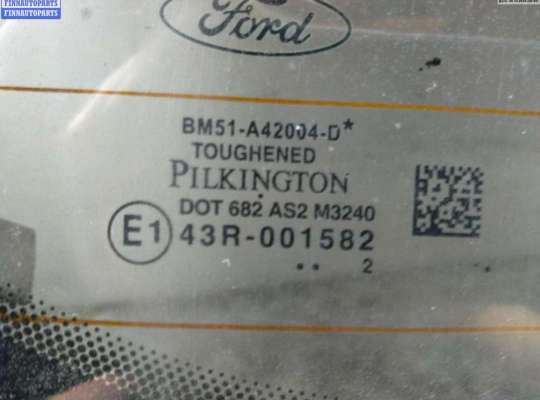 FINNAUTOPARTS
FINNAUTOPARTS
Ford
BM51-A42004-D*
TOUGHENED
PILKINGTON
DOT 682 AS2 M3240
E1 43R-001582
.. 2